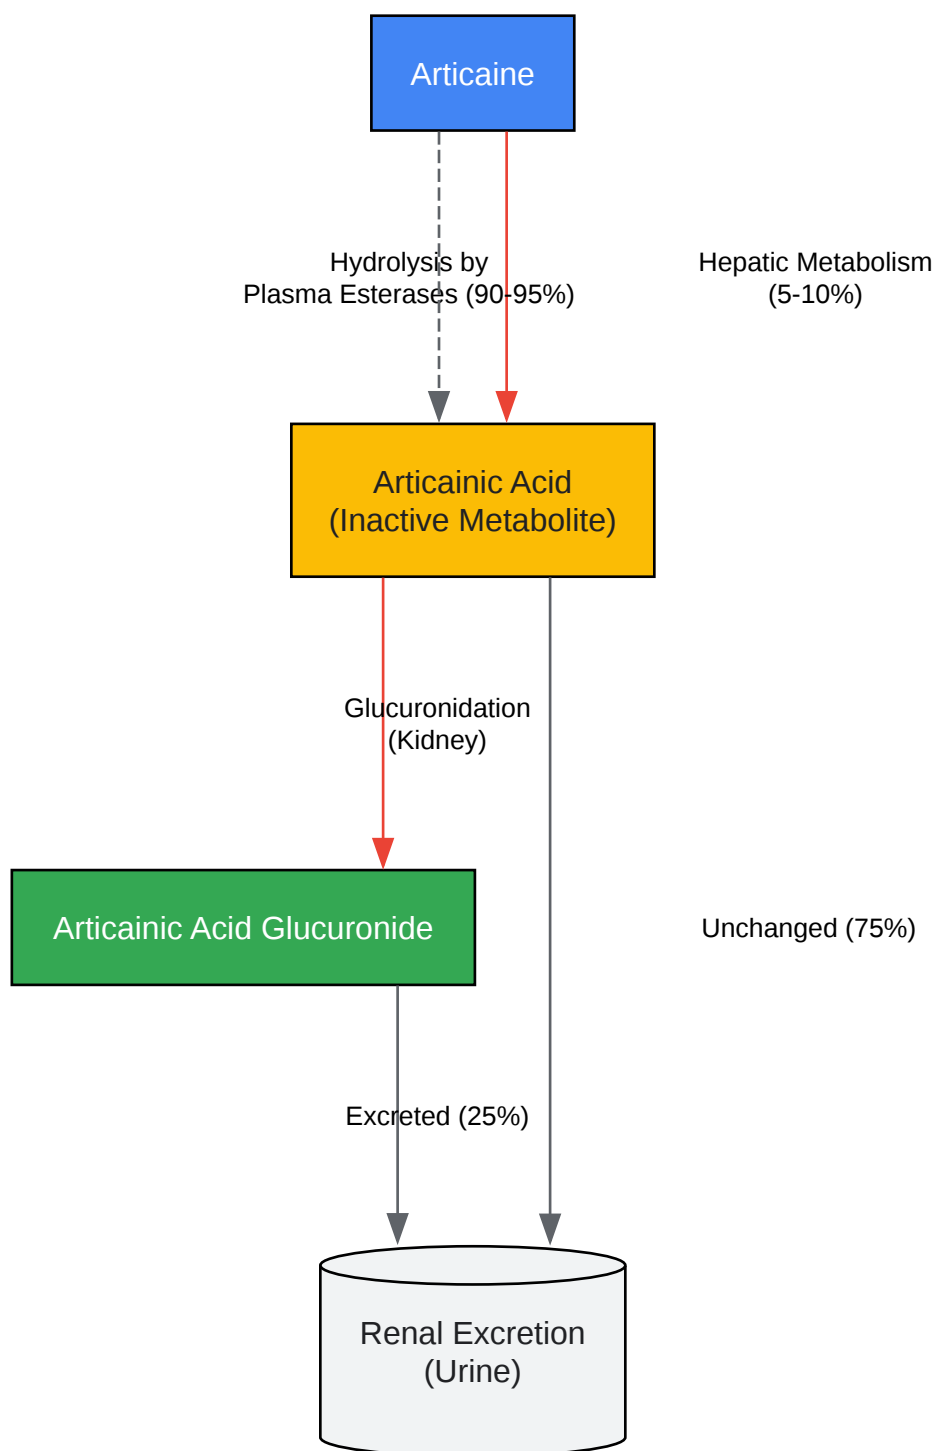 Articaine
Hydrolysis by
Plasma Esterases (90-95%)
Hepatic Metabolism
(5-10%)
Articainic Acid
(Inactive Metabolite)
Glucuronidation
(Kidney)
Articainic Acid Glucuronide
Unchanged (75%)
Excreted (25%)
Renal Excretion
(Urine)